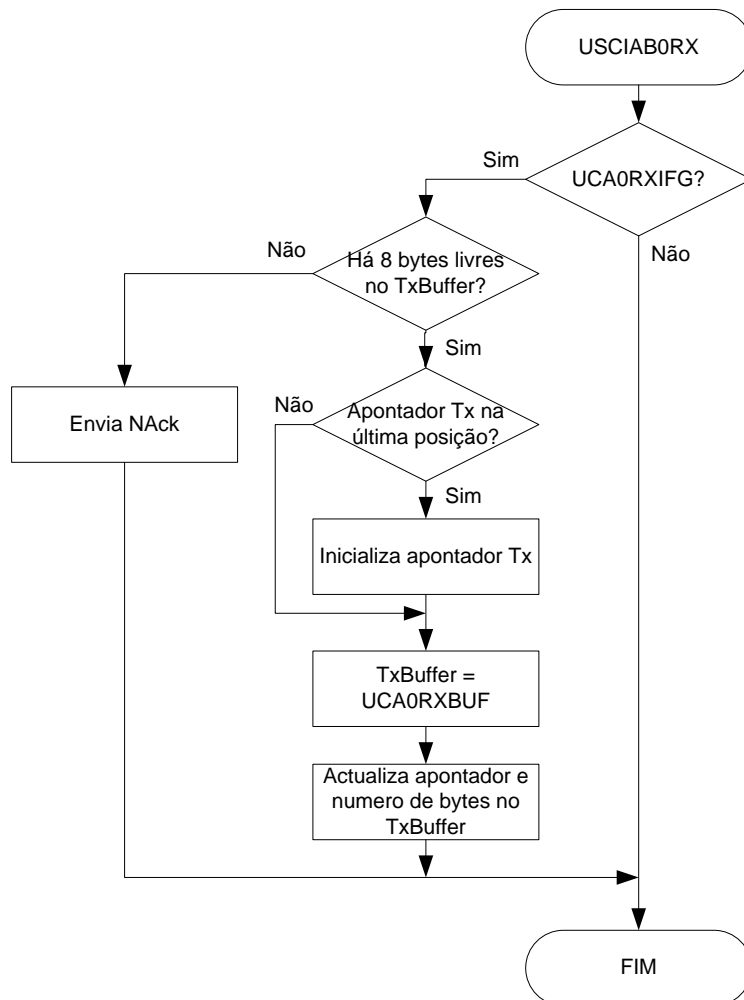 USCIAB0RX
Sim
UCA0RXIFG?
Não
Não
Há 8 bytes livres
no TxBuffer?
Sim
Envia NAck
Não
Apontador Tx na
última posição?
Sim
Inicializa apontador Tx
TxBuffer =
UCA0RXBUF
Actualiza apontador e
numero de bytes no
TxBuffer
FIM